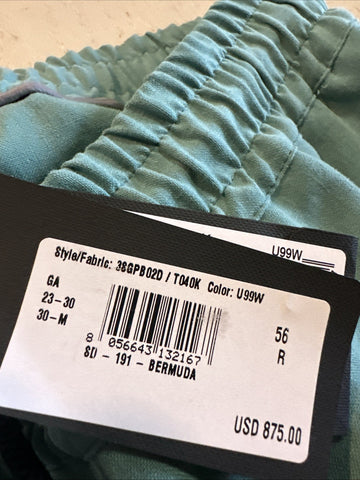 U99W
Style/Fabric: 3SGPB02D / T040K Color: U99W
GA
23-30
30-M
56
R
8 056643 132167
SD - 191 - BERMUDA
USD 875.00